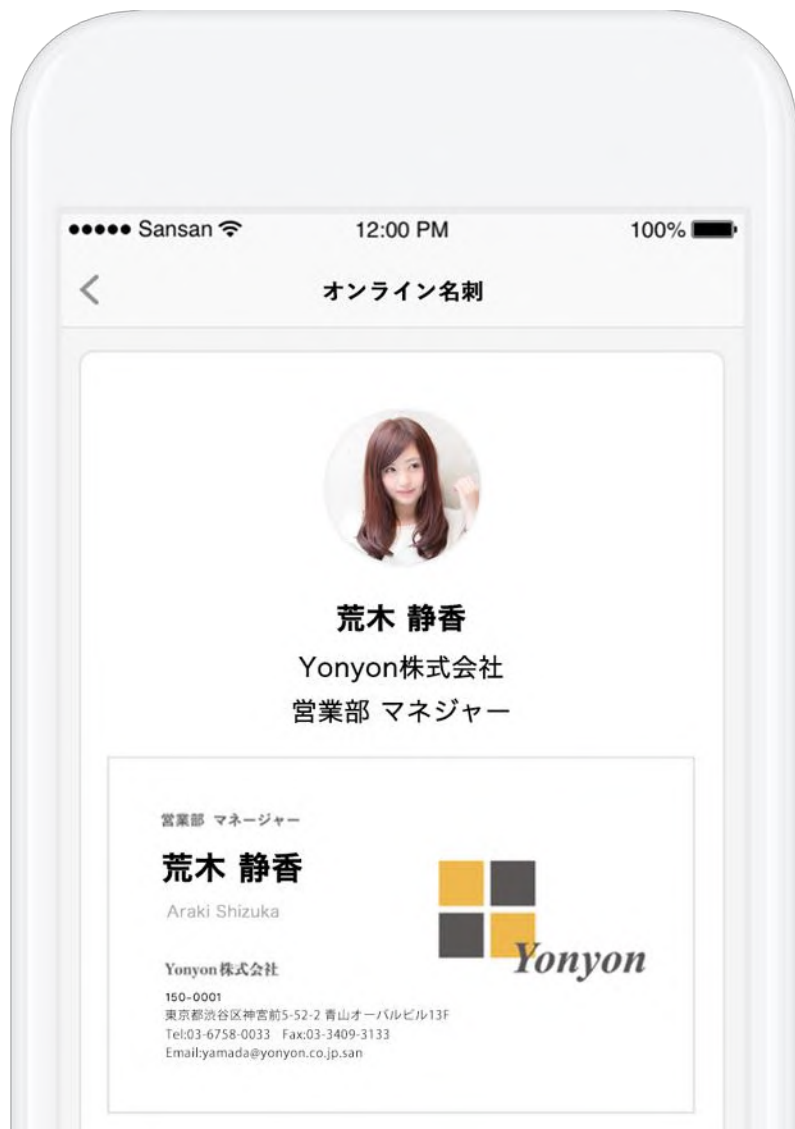 ●●●●● Sansan 12:00 PM 100%
オンライン名刺
荒木 静香
Yonyon株式会社
営業部 マネジャー
営業部 マネージャー
荒木 静香
Araki Shizuka
Yonyon
Yonyon株式会社
150-0001
東京都渋谷区神宮前5-52-2 青山オーバルビル13F
Tel:03-6758-0033 Fax:03-3409-3133
Email:yamada@yonyon.co.jp.san